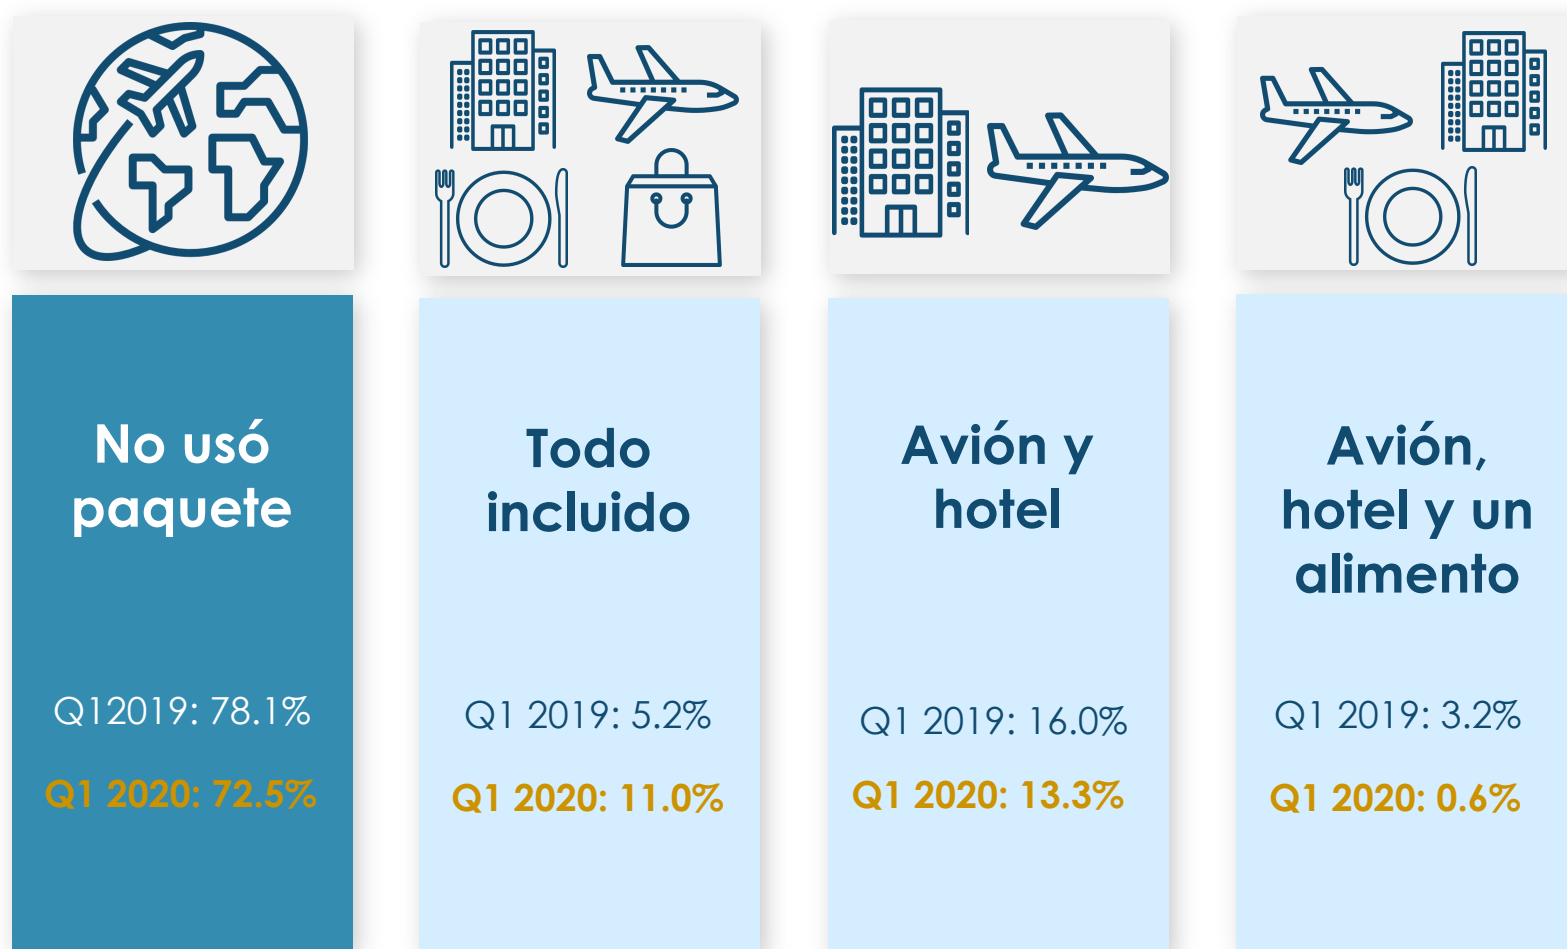 No usó
paquete
Q12019: 78.1%
Q1 2020: 72.5%
Todo
incluido
Q1 2019: 5.2%
Q1 2020: 11.0%
Avión y
hotel
Q1 2019: 16.0%
Q1 2020: 13.3%
Avión,
hotel y un
alimento
Q1 2019: 3.2%
Q1 2020: 0.6%